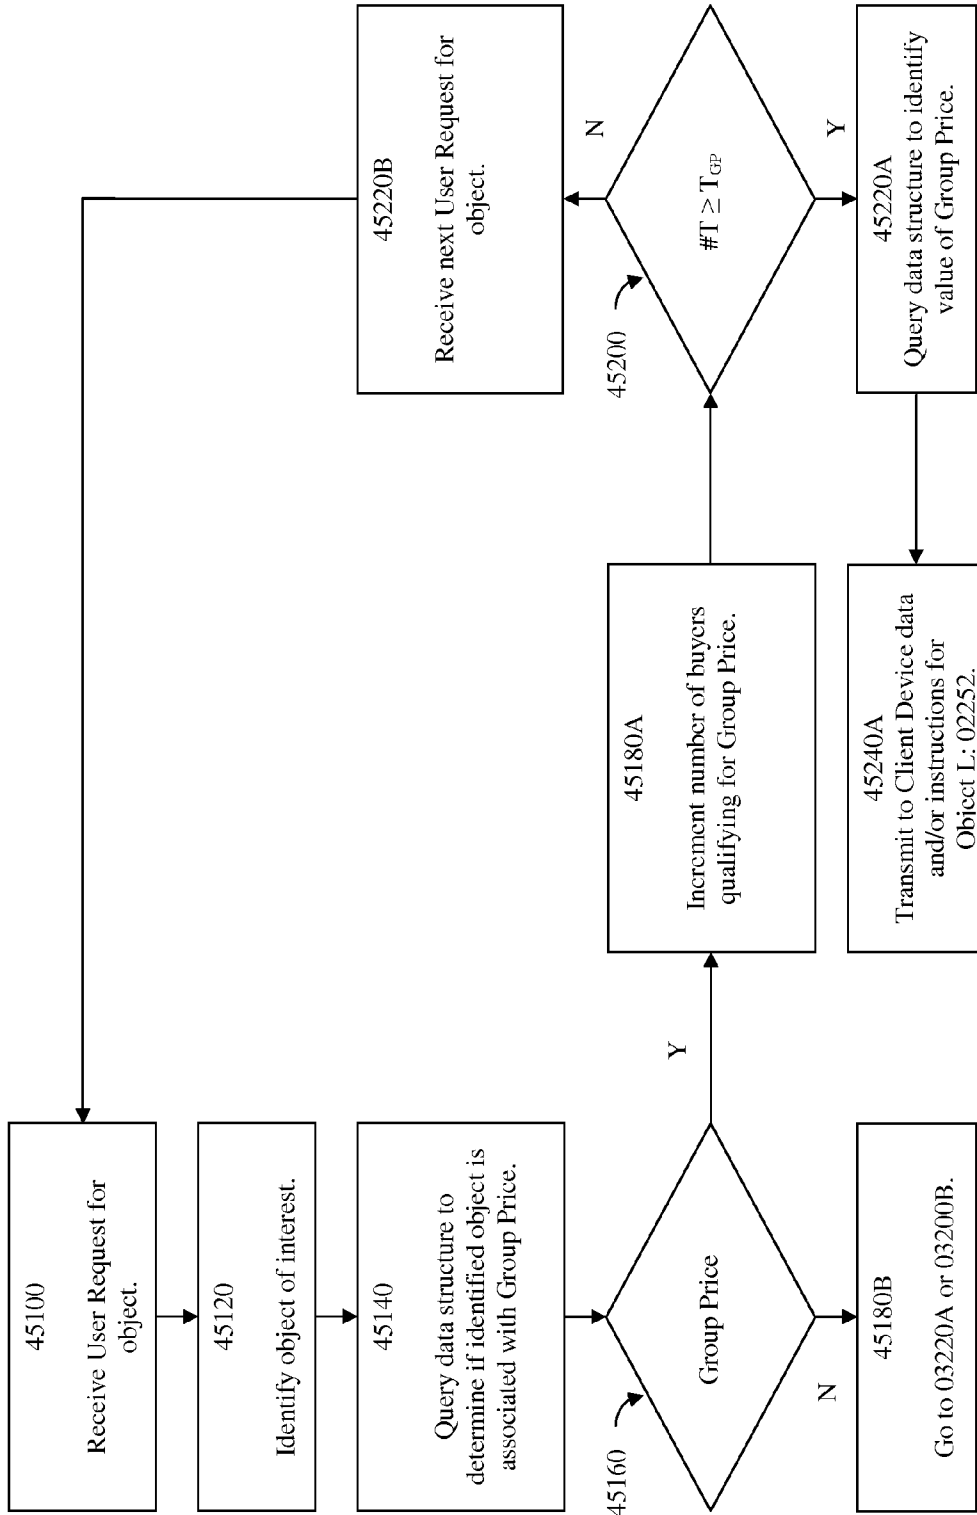 45100
Receive User Request for
object.
45120
Identify object of interest.
45140
Query data structure to
determine if identified object is
associated with Group Price.
45160
Group Price
N
Y
45180B
Go to 03220A or 03200B.
45180A
Increment number of buyers
qualifying for Group Price.
45200
#T ≥ TGP
N
Y
45220B
Receive next User Request for
object.
45220A
Query data structure to identify
value of Group Price.
45240A
Transmit to Client Device data
and/or instructions for
Object L: 02252.